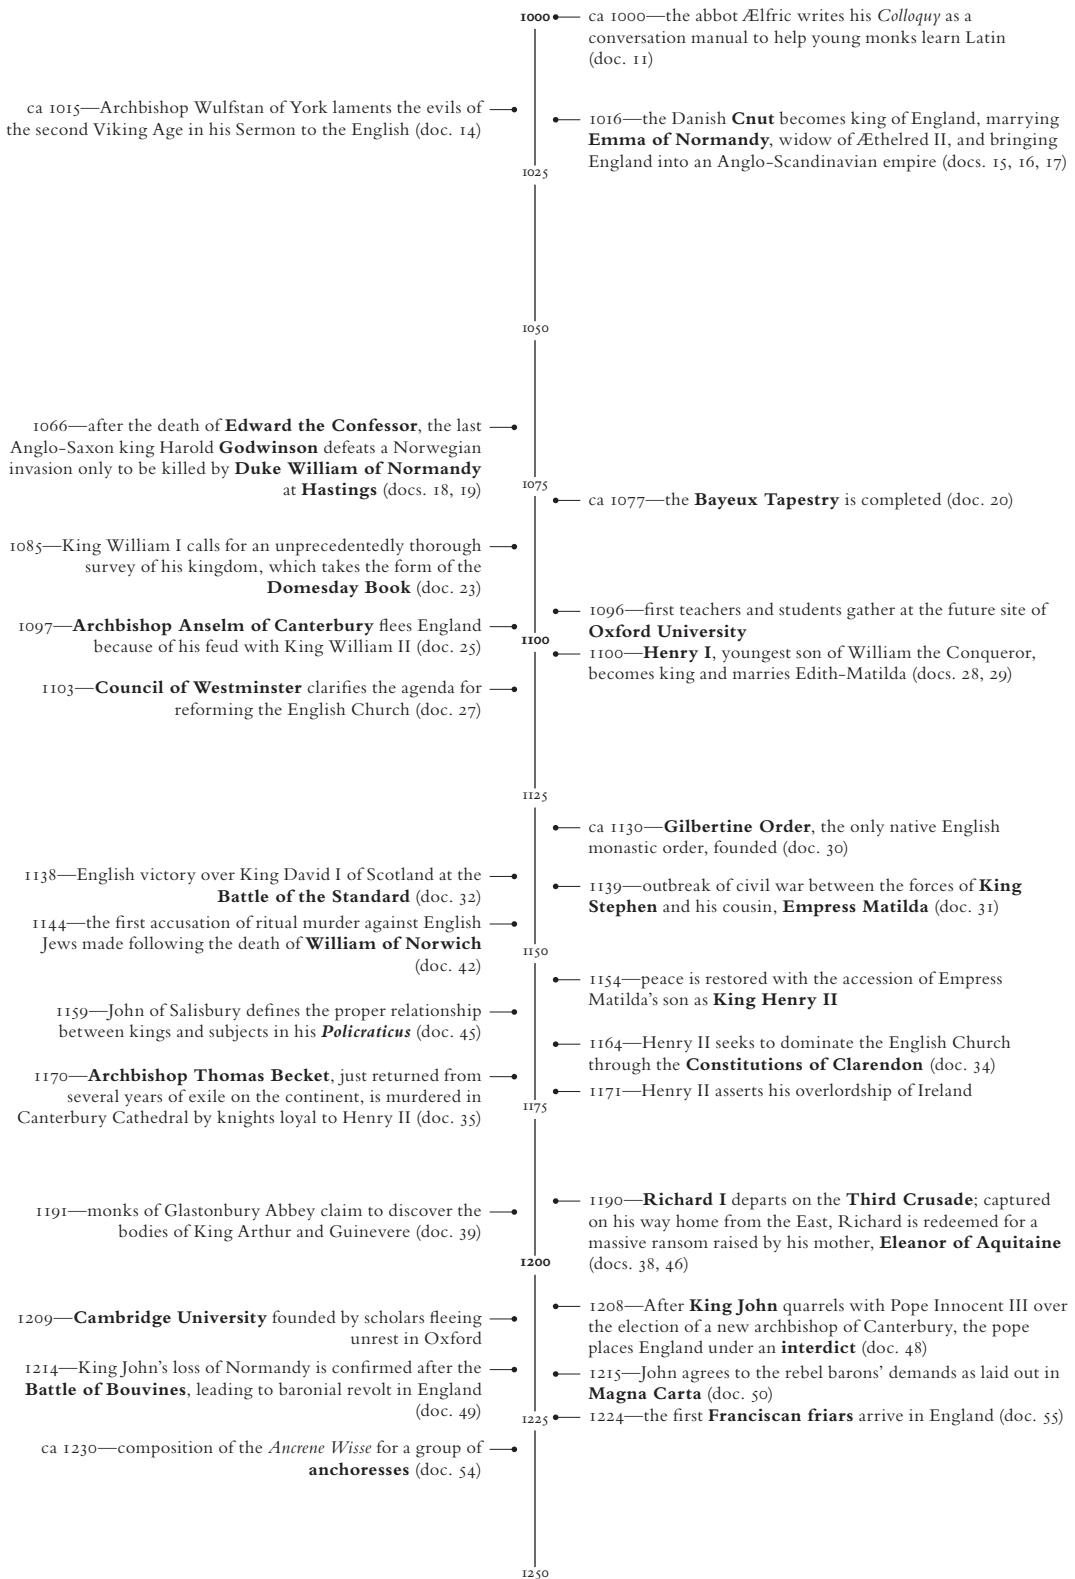 1000
ca 1000—the abbot Ælfric writes his Colloquy as a
conversation manual to help young monks learn Latin
(doc. 11)
ca 1015—Archbishop Wulfstan of York laments the evils of
the second Viking Age in his Sermon to the English (doc. 14)
1016—the Danish Cnut becomes king of England, marrying
Emma of Normandy, widow of Æthelred II, and bringing
England into an Anglo-Scandinavian empire (docs. 15, 16, 17)
1025
1050
1066—after the death of Edward the Confessor, the last
Anglo-Saxon king Harold Godwinson defeats a Norwegian
invasion only to be killed by Duke William of Normandy
at Hastings (docs. 18, 19)
1075
ca 1077—the Bayeux Tapestry is completed (doc. 20)
1085—King William I calls for an unprecedentedly thorough
survey of his kingdom, which takes the form of the
Domesday Book (doc. 23)
1096—first teachers and students gather at the future site of
Oxford University
1097—Archbishop Anselm of Canterbury flees England
because of his feud with King William II (doc. 25)
1100
1100—Henry I, youngest son of William the Conqueror,
becomes king and marries Edith-Matilda (docs. 28, 29)
1103—Council of Westminster clarifies the agenda for
reforming the English Church (doc. 27)
1125
ca 1130—Gilbertine Order, the only native English
monastic order, founded (doc. 30)
1138—English victory over King David I of Scotland at the
Battle of the Standard (doc. 32)
1139—outbreak of civil war between the forces of King
Stephen and his cousin, Empress Matilda (doc. 31)
1144—the first accusation of ritual murder against English
Jews made following the death of William of Norwich
(doc. 42)
1150
1154—peace is restored with the accession of Empress
Matilda's son as King Henry II
1159—John of Salisbury defines the proper relationship
between kings and subjects in his Policraticus (doc. 45)
1164—Henry II seeks to dominate the English Church
through the Constitutions of Clarendon (doc. 34)
1170—Archbishop Thomas Becket, just returned from
several years of exile on the continent, is murdered in
Canterbury Cathedral by knights loyal to Henry II (doc. 35)
1171—Henry II asserts his overlordship of Ireland
1175
1190—Richard I departs on the Third Crusade; captured
on his way home from the East, Richard is redeemed for a
massive ransom raised by his mother, Eleanor of Aquitaine
(docs. 38, 46)
1191—monks of Glastonbury Abbey claim to discover the
bodies of King Arthur and Guinevere (doc. 39)
1200
1208—After King John quarrels with Pope Innocent III over
the election of a new archbishop of Canterbury, the pope
places England under an interdict (doc. 48)
1209—Cambridge University founded by scholars fleeing
unrest in Oxford
1214—King John's loss of Normandy is confirmed after the
Battle of Bouvines, leading to baronial revolt in England
(doc. 49)
1215—John agrees to the rebel barons' demands as laid out in
Magna Carta (doc. 50)
1225
1224—the first Franciscan friars arrive in England (doc. 55)
ca 1230—composition of the Ancrene Wisse for a group of
anchoresses (doc. 54)
1250